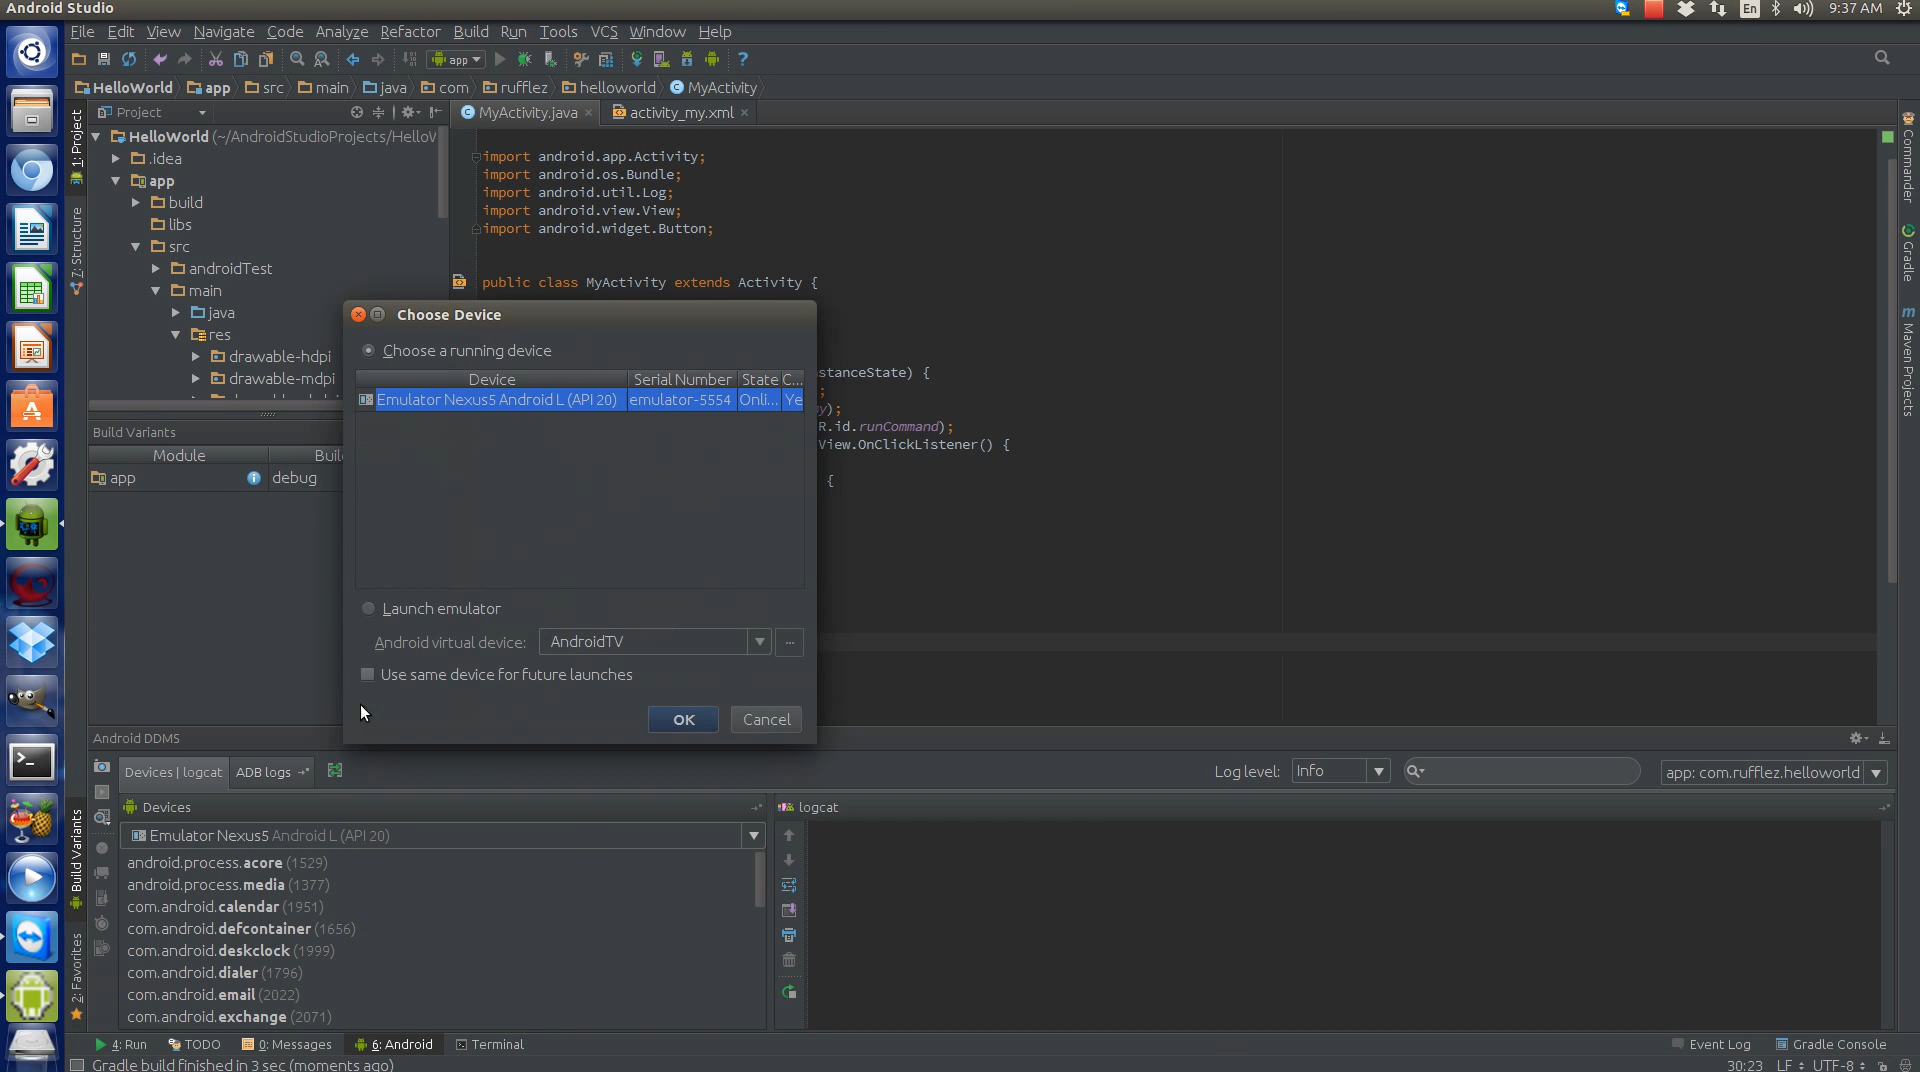 Android Studio
En
9:37 AM
File Edit View Navigate Code Analyze Refactor Build Run Tools VCS Window Help
app
HelloWorld app src main java com rufflez helloworld MyActivity
1: Project
7: Structure
Build Variants
2: Favorites
Project
HelloWorld (~/AndroidStudioProjects/HelloW
.idea
app
build
libs
src
androidTest
main
java
res
drawable-hdpi
drawable-mdpi
Build Variants
Module Buil
app debug
MyActivity.java activity_my.xml
import android.app.Activity;
import android.os.Bundle;
import android.util.Log;
import android.view.View;
import android.widget.Button;
public class MyActivity extends Activity {
stanceState) {
;
y);
R.id.runCommand);
View.OnClickListener() {
{
Commander
Gradle
Maven Projects
Choose Device
Choose a running device
Device Serial Number State C...
Emulator Nexus5 Android L (API 20) emulator-5554 Onli... Ye
Launch emulator
Android virtual device: AndroidTV ...
Use same device for future launches
OK Cancel
Android DDMS
Devices | logcat ADB logs
Log level: Info
app: com.rufflez.helloworld
Devices
logcat
Emulator Nexus5 Android L (API 20)
android.process.acore (1529)
android.process.media (1377)
com.android.calendar (1951)
com.android.defcontainer (1656)
com.android.deskclock (1999)
com.android.dialer (1796)
com.android.email (2022)
com.android.exchange (2071)
4: Run TODO 0: Messages 6: Android Terminal Event Log Gradle Console
Gradle build finished in 3 sec (moments ago) 30:23 LF UTF-8